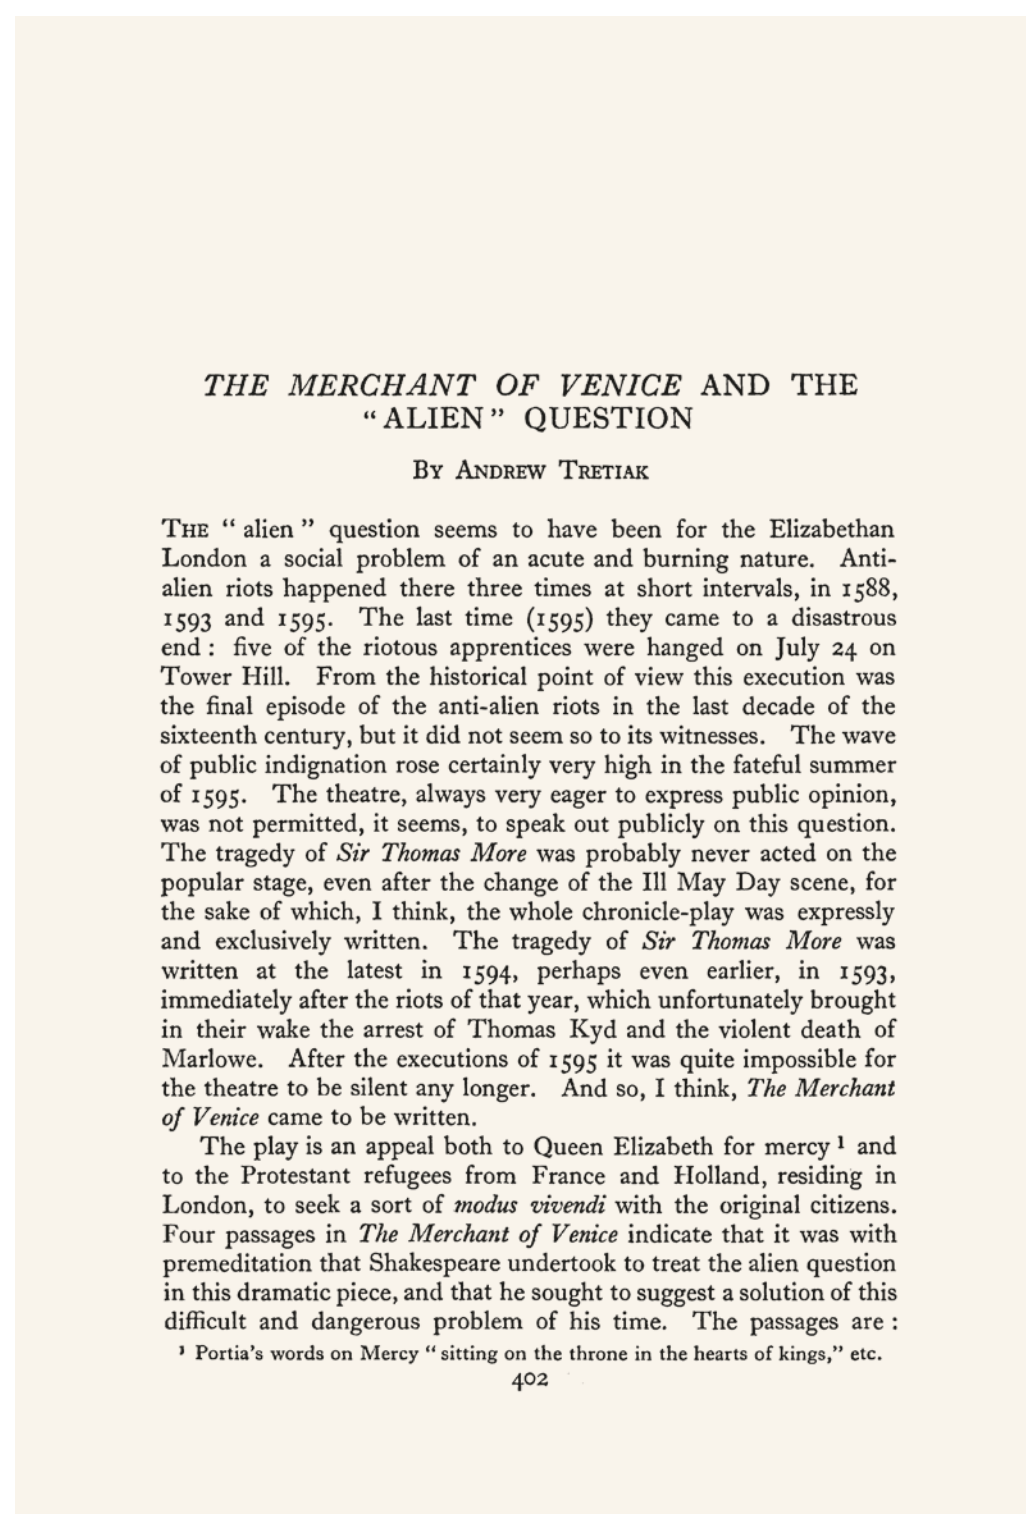 THE MERCHANT OF VENICE AND THE
“ALIEN” QUESTION
By Andrew Tretiak
The “ alien ” question seems to have been for the Elizabethan
London a social problem of an acute and burning nature. Anti-
alien riots happened there three times at short intervals, in 1588,
1593 and 1595. The last time (1595) they came to a disastrous
end : five of the riotous apprentices were hanged on July 24 on
Tower Hill. From the historical point of view this execution was
the final episode of the anti-alien riots in the last decade of the
sixteenth century, but it did not seem so to its witnesses. The wave
of public indignation rose certainly very high in the fateful summer
of 1595. The theatre, always very eager to express public opinion,
was not permitted, it seems, to speak out publicly on this question.
The tragedy of Sir Thomas More was probably never acted on the
popular stage, even after the change of the Ill May Day scene, for
the sake of which, I think, the whole chronicle-play was expressly
and exclusively written. The tragedy of Sir Thomas More was
written at the latest in 1594, perhaps even earlier, in 1593,
immediately after the riots of that year, which unfortunately brought
in their wake the arrest of Thomas Kyd and the violent death of
Marlowe. After the executions of 1595 it was quite impossible for
the theatre to be silent any longer. And so, I think, The Merchant
of Venice came to be written.
The play is an appeal both to Queen Elizabeth for mercy ¹ and
to the Protestant refugees from France and Holland, residing in
London, to seek a sort of modus vivendi with the original citizens.
Four passages in The Merchant of Venice indicate that it was with
premeditation that Shakespeare undertook to treat the alien question
in this dramatic piece, and that he sought to suggest a solution of this
difficult and dangerous problem of his time. The passages are :
¹ Portia’s words on Mercy “ sitting on the throne in the hearts of kings,” etc.
402